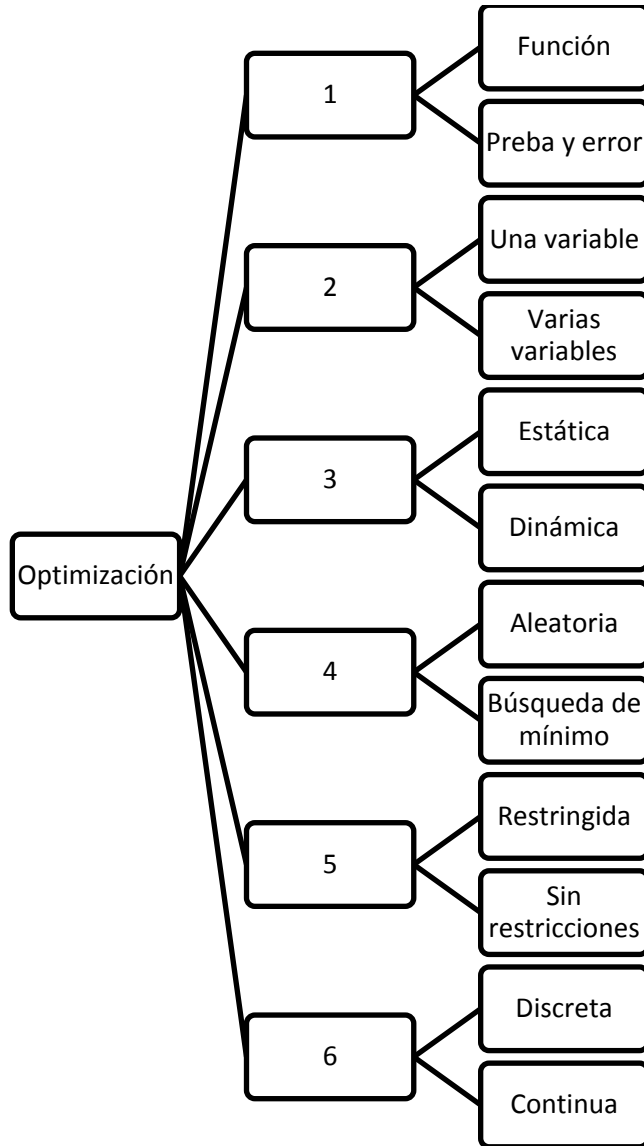 Optimización
1
Función
Preba y error
2
Una variable
Varias
variables
3
Estática
Dinámica
4
Aleatoria
Búsqueda de
mínimo
5
Restringida
Sin
restricciones
6
Discreta
Continua